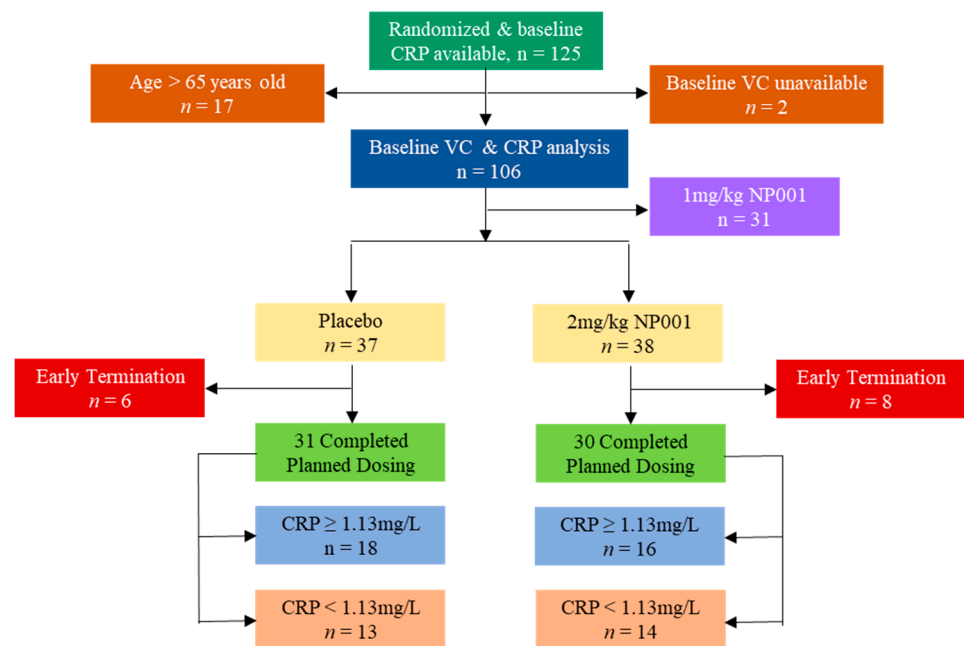 Randomized & baseline
CRP available, n = 125
Age > 65 years old
n = 17
Baseline VC unavailable
n = 2
Baseline VC & CRP analysis
n = 106
1mg/kg NP001
n = 31
Placebo
n = 37
2mg/kg NP001
n = 38
Early Termination
n = 6
Early Termination
n = 8
31 Completed
Planned Dosing
30 Completed
Planned Dosing
CRP ≥ 1.13mg/L
n = 18
CRP ≥ 1.13mg/L
n = 16
CRP < 1.13mg/L
n = 13
CRP < 1.13mg/L
n = 14